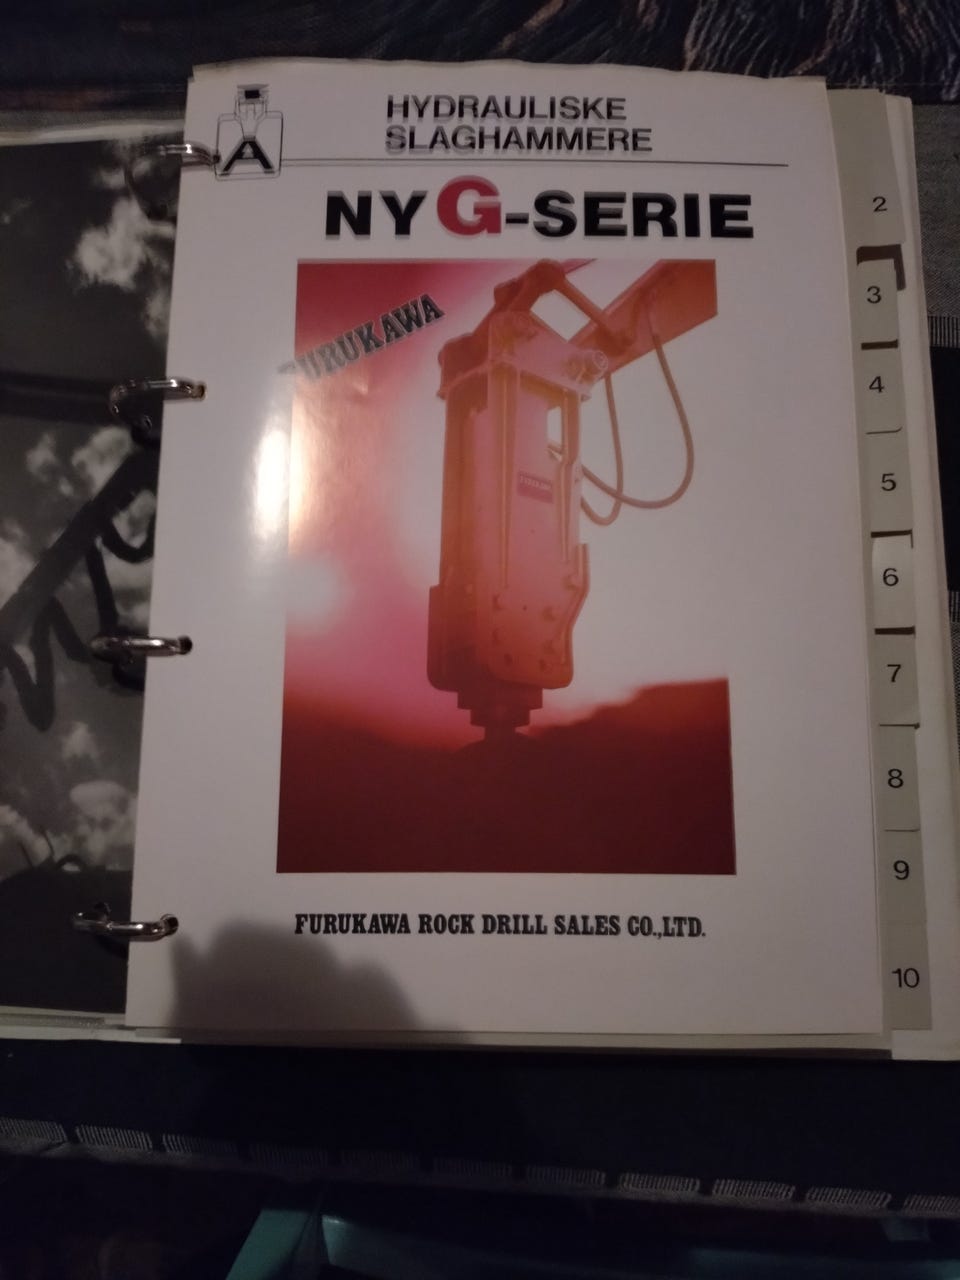 A
HYDRAULISKE
SLAGHAMMERE
NY G-SERIE
FURUKAWA
FURUKAWA ROCK DRILL SALES CO.,LTD.
2
3
4
5
6
7
8
9
10